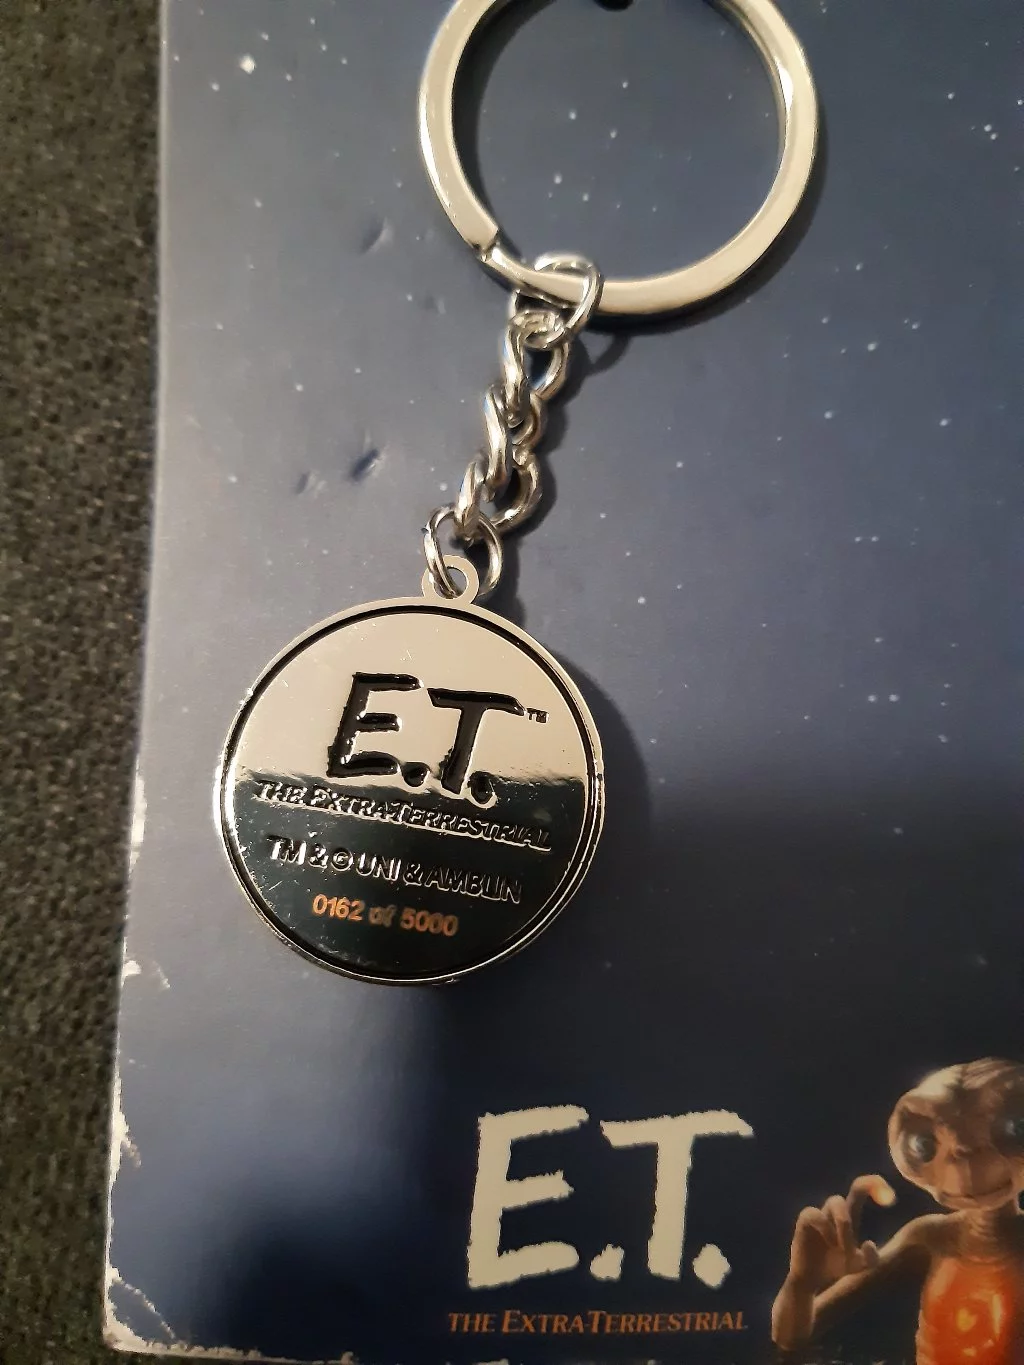 E.T.™
THE EXTRA-TERRESTRIAL
TM & © UNI & AMBLIN
0162 of 5000
E.T.
THE EXTRA-TERRESTRIAL